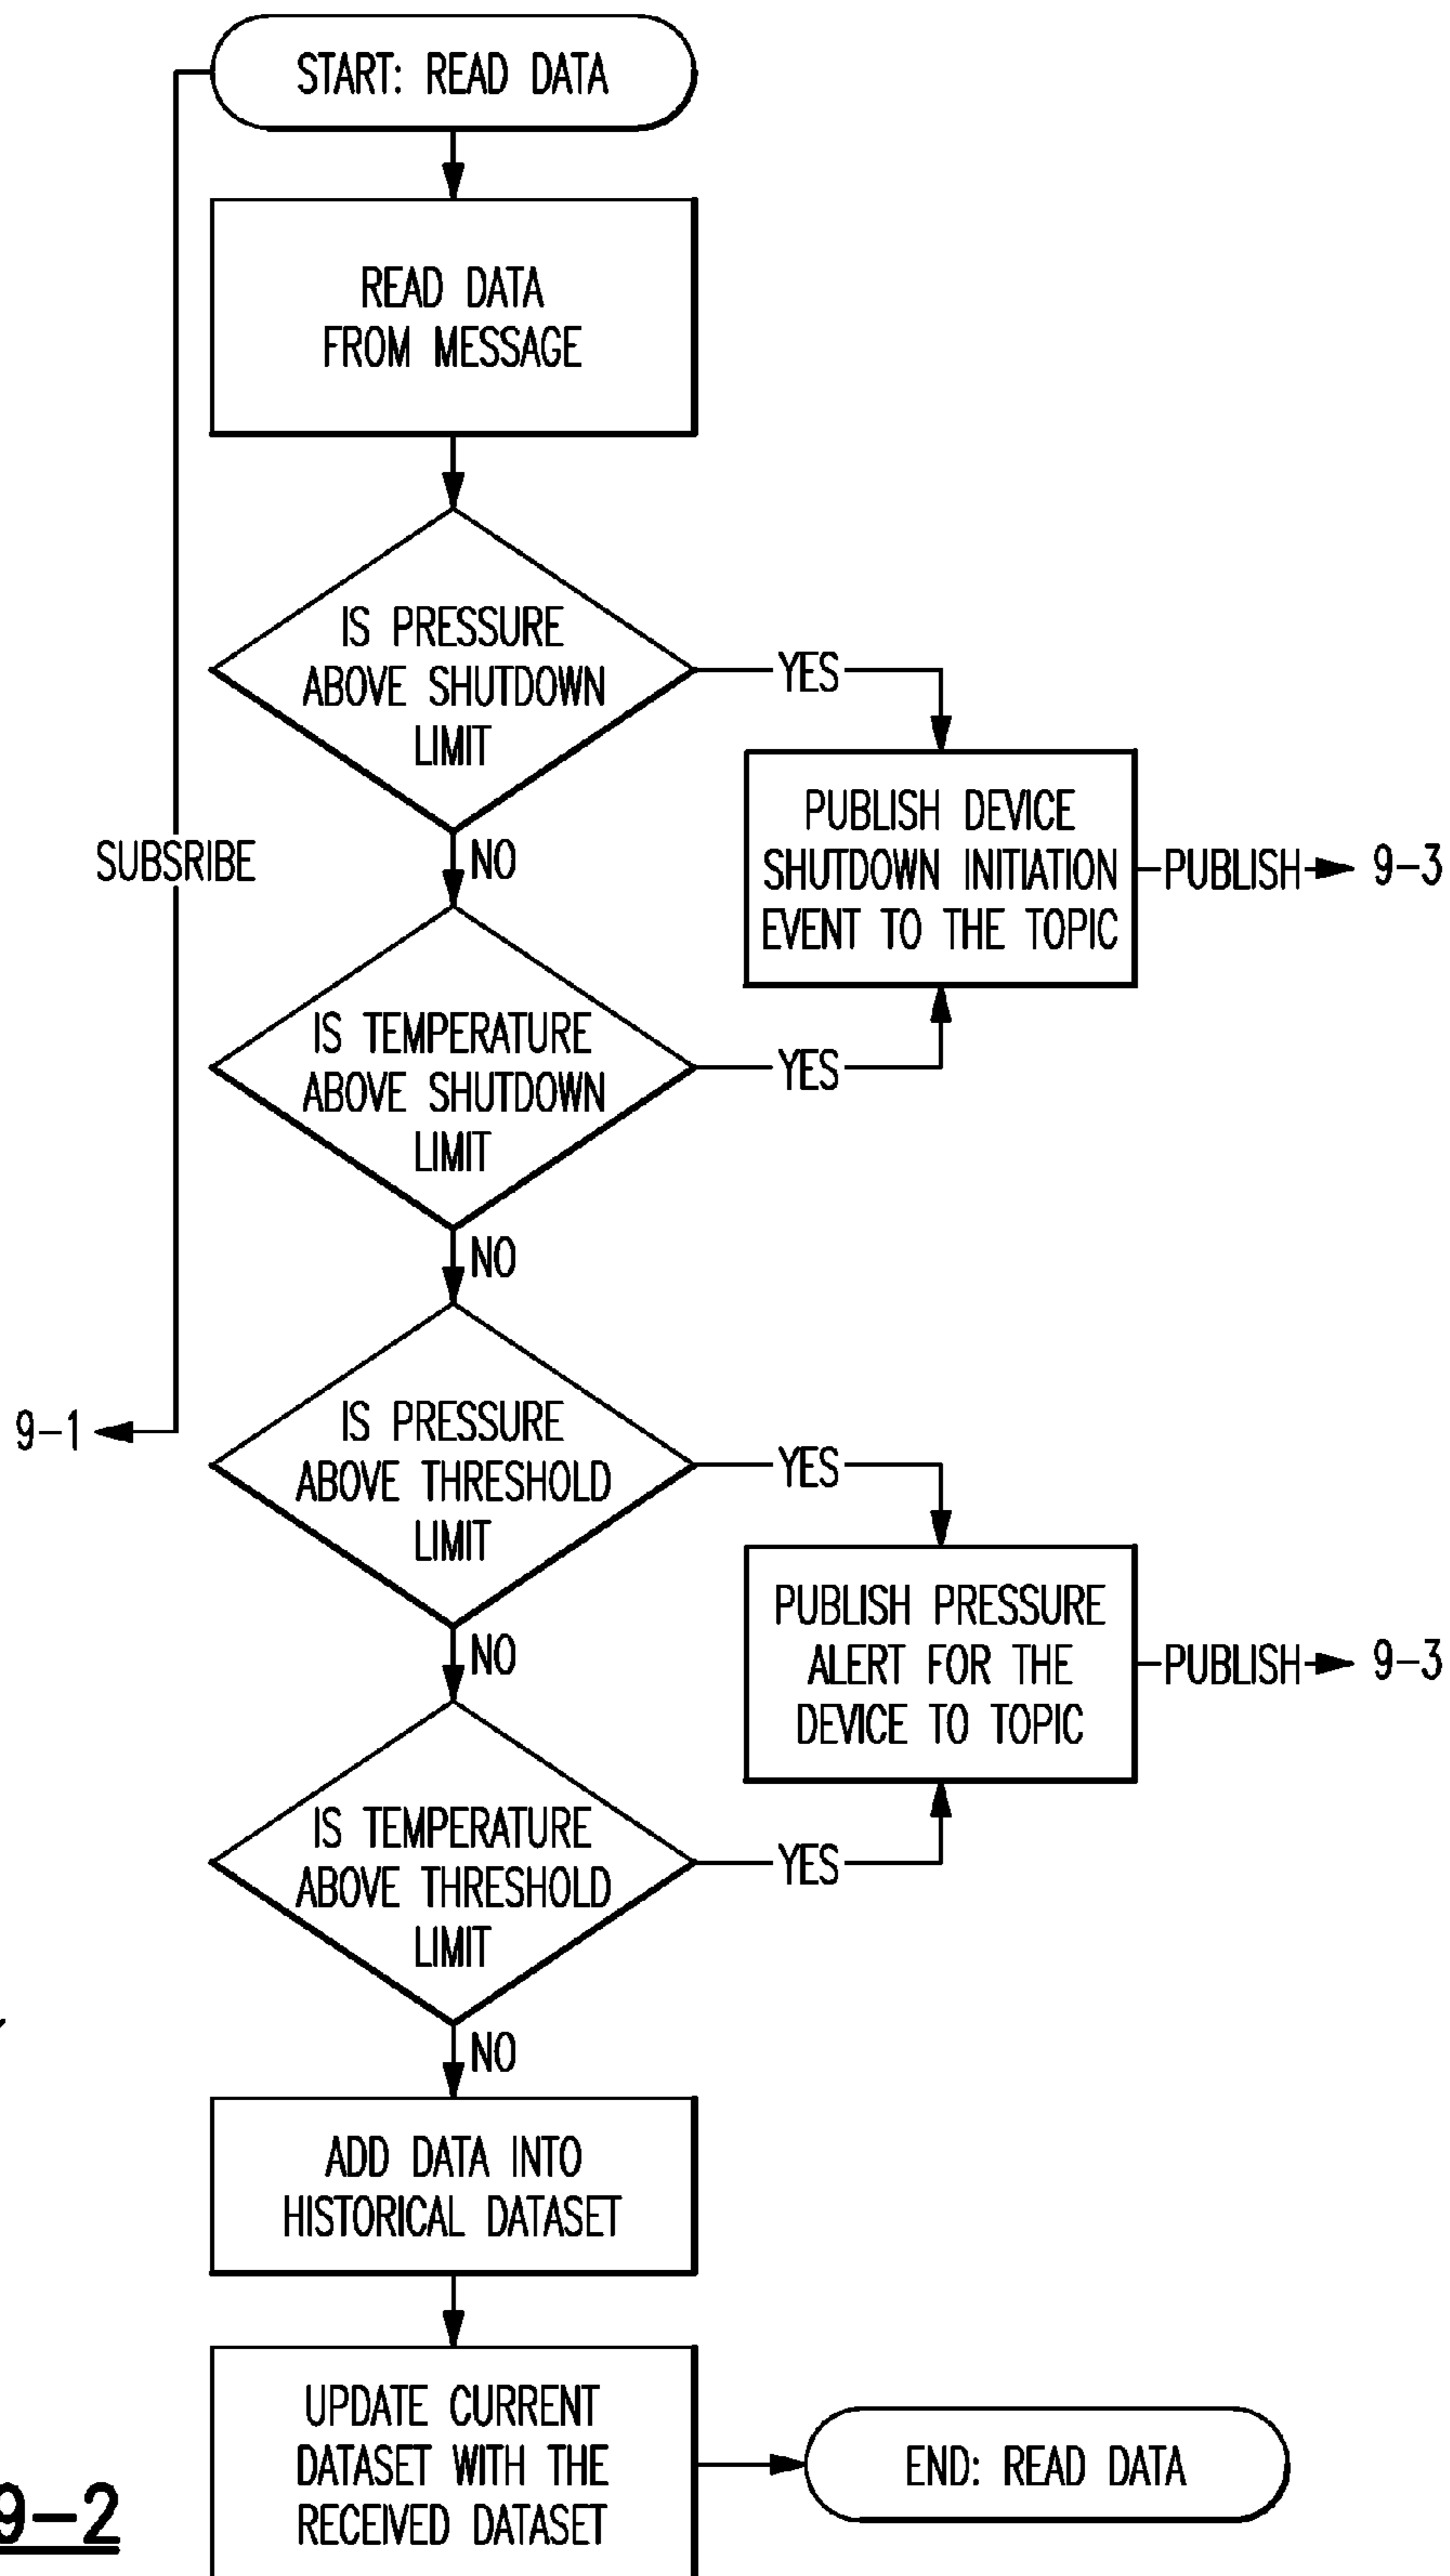 START: READ DATA
READ DATA
FROM MESSAGE
IS PRESSURE
ABOVE SHUTDOWN
LIMIT
YES
PUBLISH DEVICE
SHUTDOWN INITIATION
EVENT TO THE TOPIC
PUBLISH
9-3
SUBSRIBE
NO
IS TEMPERATURE
ABOVE SHUTDOWN
LIMIT
YES
NO
9-1
IS PRESSURE
ABOVE THRESHOLD
LIMIT
YES
PUBLISH PRESSURE
ALERT FOR THE
DEVICE TO TOPIC
PUBLISH
9-3
NO
IS TEMPERATURE
ABOVE THRESHOLD
LIMIT
YES
NO
ADD DATA INTO
HISTORICAL DATASET
UPDATE CURRENT
DATASET WITH THE
RECEIVED DATASET
END: READ DATA
9-2